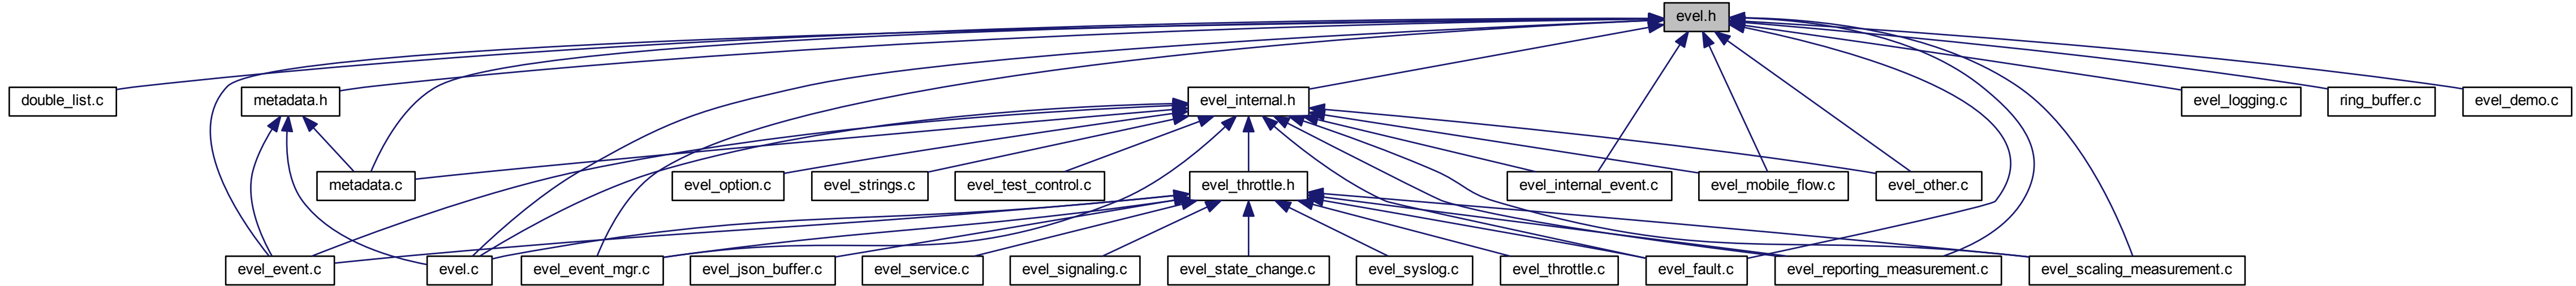 evel.h
double_list.c
metadata.h
evel_internal.h
evel_logging.c
ring_buffer.c
evel_demo.c
metadata.c
evel_option.c
evel_strings.c
evel_test_control.c
evel_throttle.h
evel_internal_event.c
evel_mobile_flow.c
evel_other.c
evel_event.c
evel.c
evel_event_mgr.c
evel_json_buffer.c
evel_service.c
evel_signaling.c
evel_state_change.c
evel_syslog.c
evel_throttle.c
evel_fault.c
evel_reporting_measurement.c
evel_scaling_measurement.c